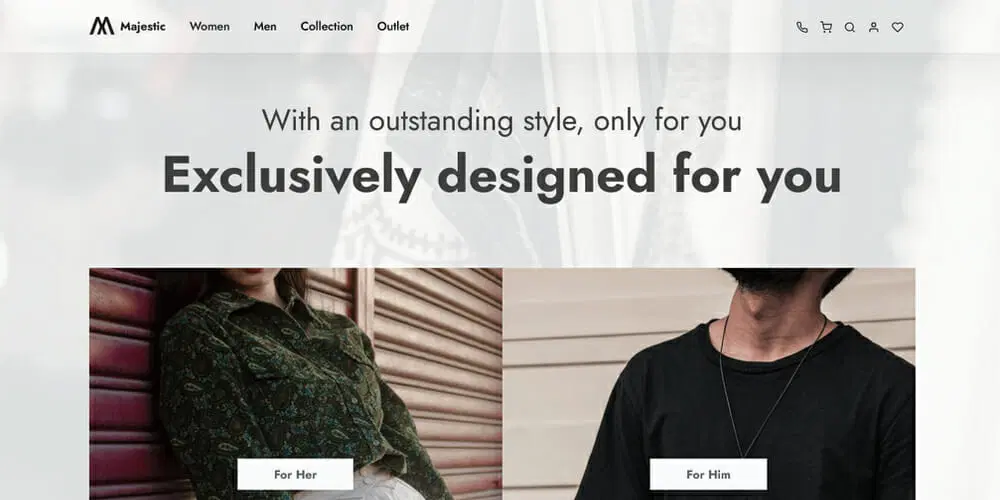 Majestic Women Men Collection Outlet
With an outstanding style, only for you
Exclusively designed for you
For Her
For Him